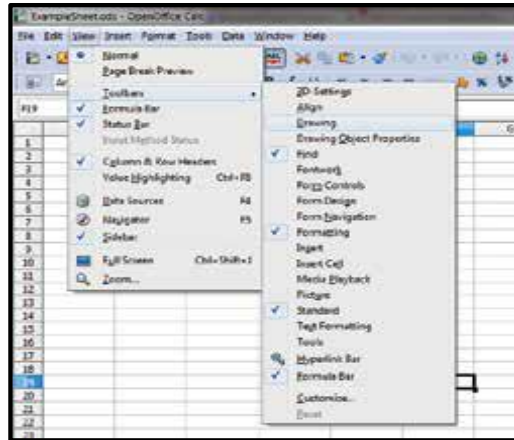 ExampleSheet.ods - OpenOffice Calc
File Edit View Insert Format Tools Data Window Help
Normal
Page Break Preview
Toolbars
Formula Bar
Status Bar
Input Method Status
Column & Row Headers
Value Highlighting Ctrl+F8
Data Sources F4
Navigator F5
Sidebar
Full Screen Ctrl+Shift+J
Zoom...
3D-Settings
Align
Drawing
Drawing Object Properties
Find
Fontwork
Form Controls
Form Design
Form Navigation
Formatting
Insert
Insert Cell
Media Playback
Picture
Standard
Text Formatting
Tools
Hyperlink Bar
Formula Bar
Customize...
Reset
F19
G
1
2
3
4
5
6
7
8
9
10
11
12
13
14
15
16
17
18
19
20
21
22
23